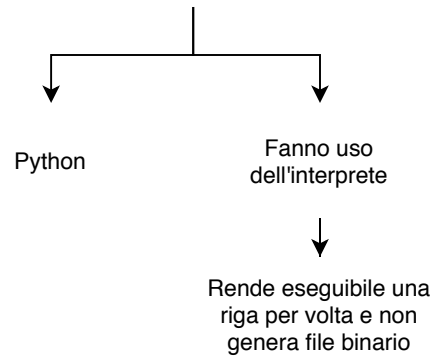 Python
Fanno uso
dell'interprete
Rende eseguibile una
riga per volta e non
genera file binario